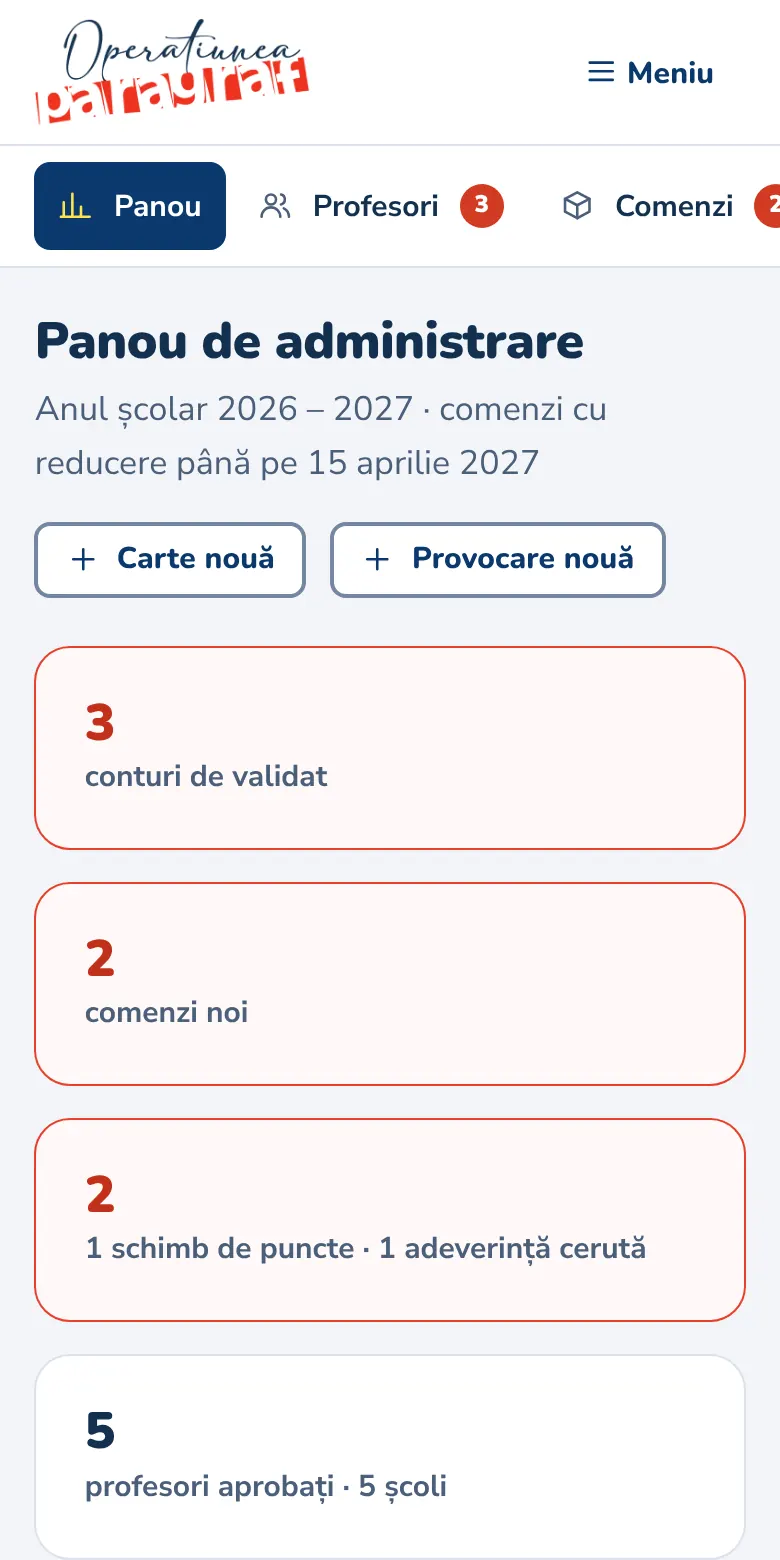 Operatiunea
paragraf
Meniu
Panou
Profesori 3
Comenzi 2
Panou de administrare
Anul școlar 2026 – 2027 · comenzi cu
reducere până pe 15 aprilie 2027
+ Carte nouă
+ Provocare nouă
3
conturi de validat
2
comenzi noi
2
1 schimb de puncte · 1 adeverință cerută
5
profesori aprobați · 5 școli